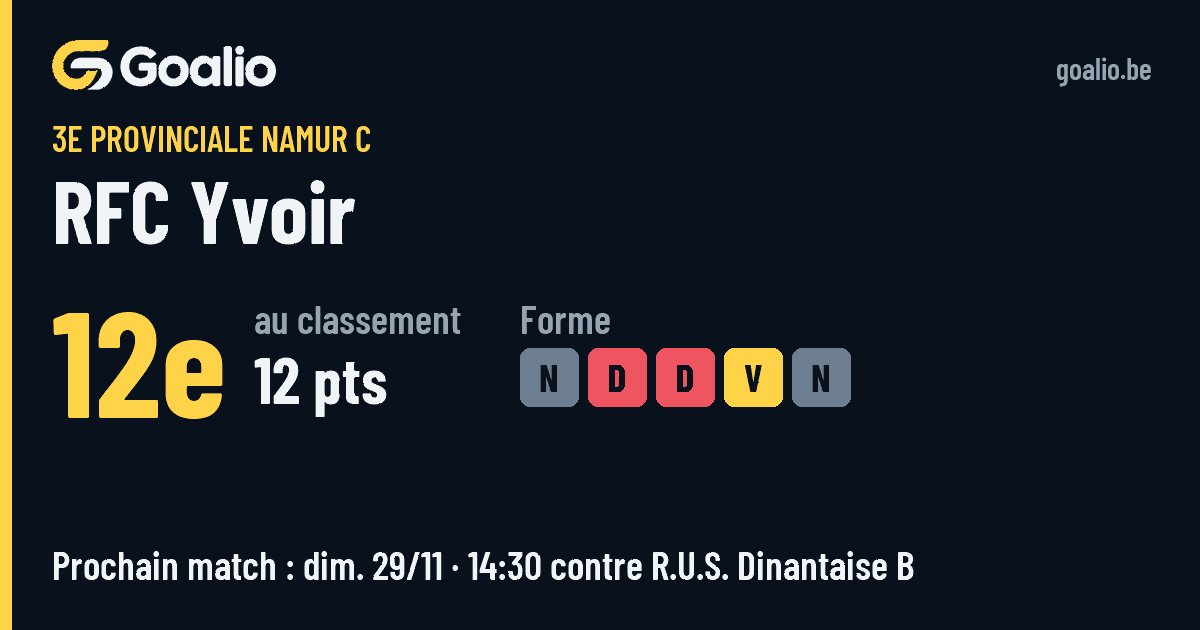 Goalio
goalio.be
3E PROVINCIALE NAMUR C
RFC Yvoir
12e
au classement
12 pts
Forme
N D D V N
Prochain match : dim. 29/11 · 14:30 contre R.U.S. Dinantaise B